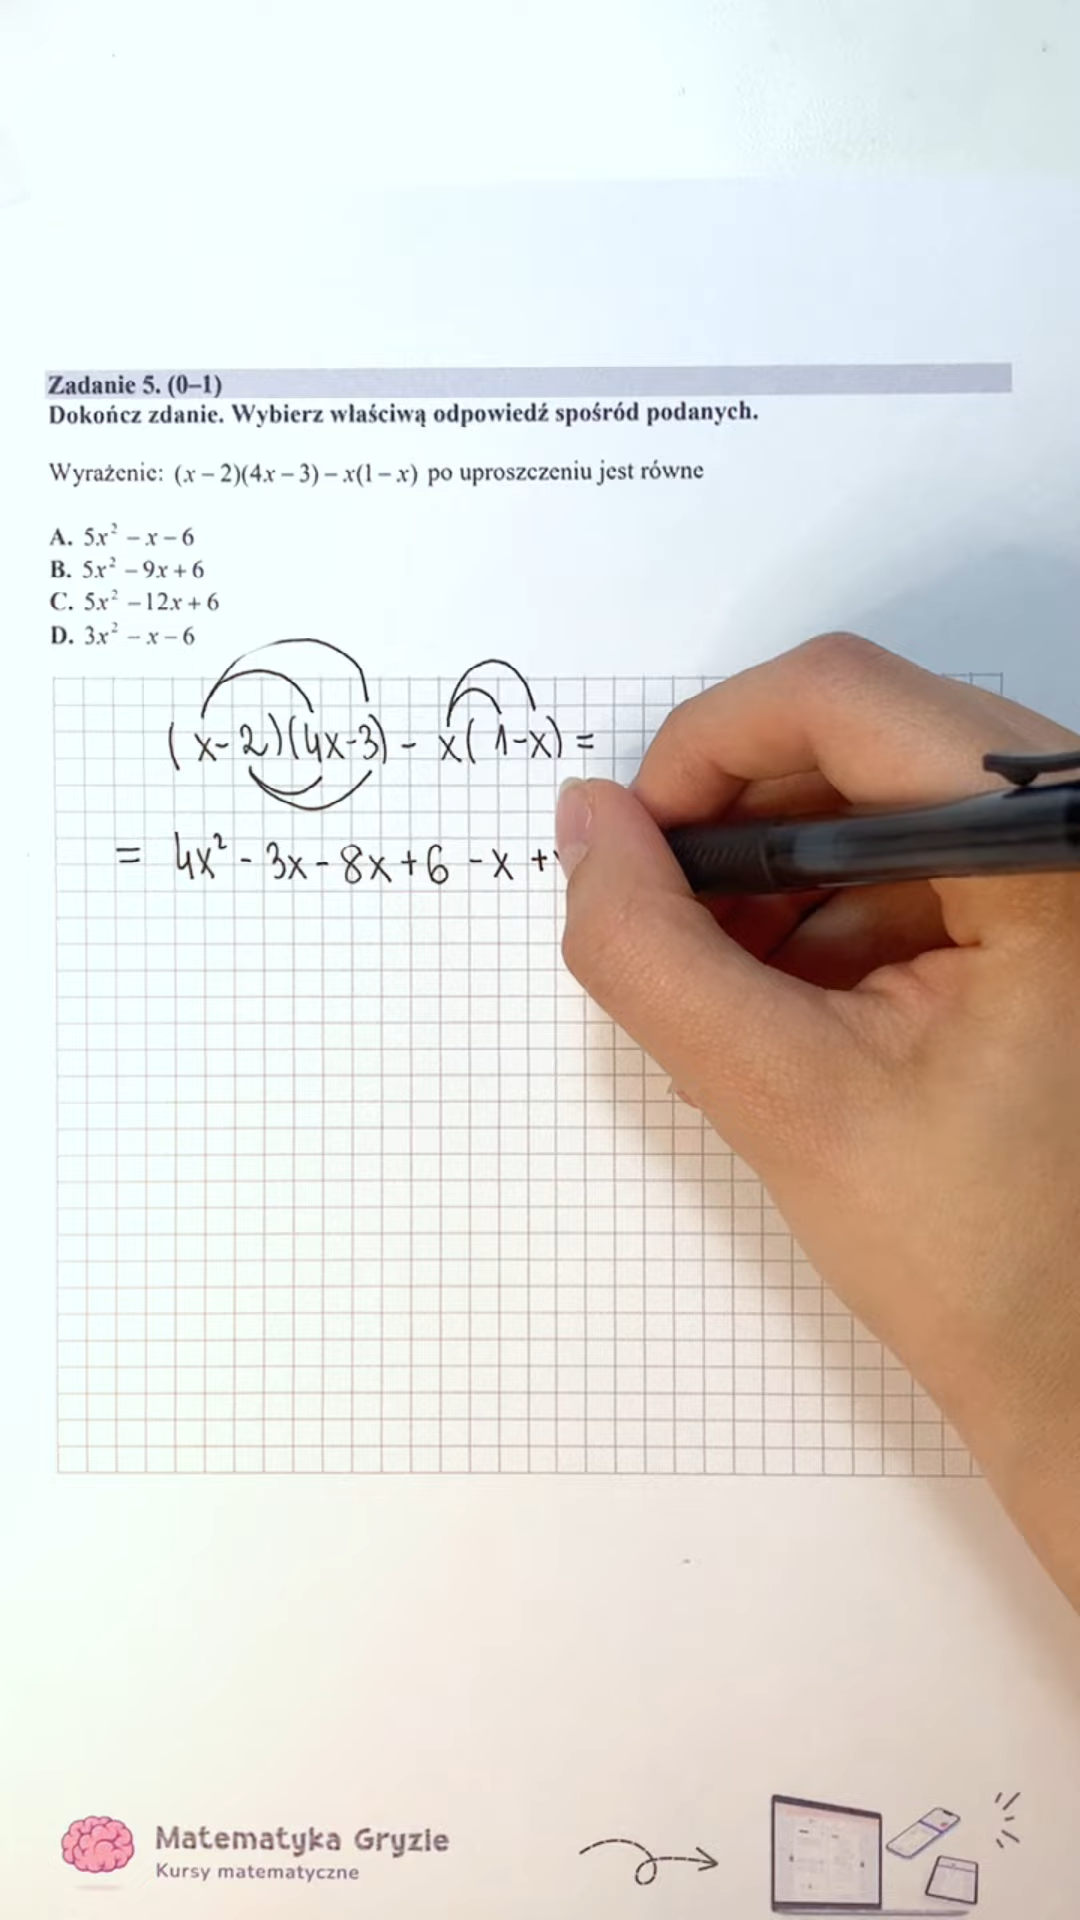 Zadanie 5. (0–1)
Dokończ zdanie. Wybierz właściwą odpowiedź spośród podanych.
Wyrażenie: (x – 2)(4x – 3) – x(1 – x) po uproszczeniu jest równe
A. 5x² – x – 6
B. 5x² – 9x + 6
C. 5x² – 12x + 6
D. 3x² – x – 6
(x-2)(4x-3) - x(1-x) =
= 4x² - 3x - 8x + 6 - x +
Matematyka Gryzie
Kursy matematyczne